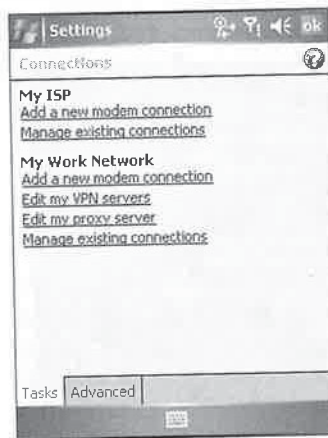 Settings
ok
Connections
?
My ISP
Add a new modem connection
Manage existing connections
My Work Network
Add a new modem connection
Edit my VPN servers
Edit my proxy server
Manage existing connections
Tasks Advanced